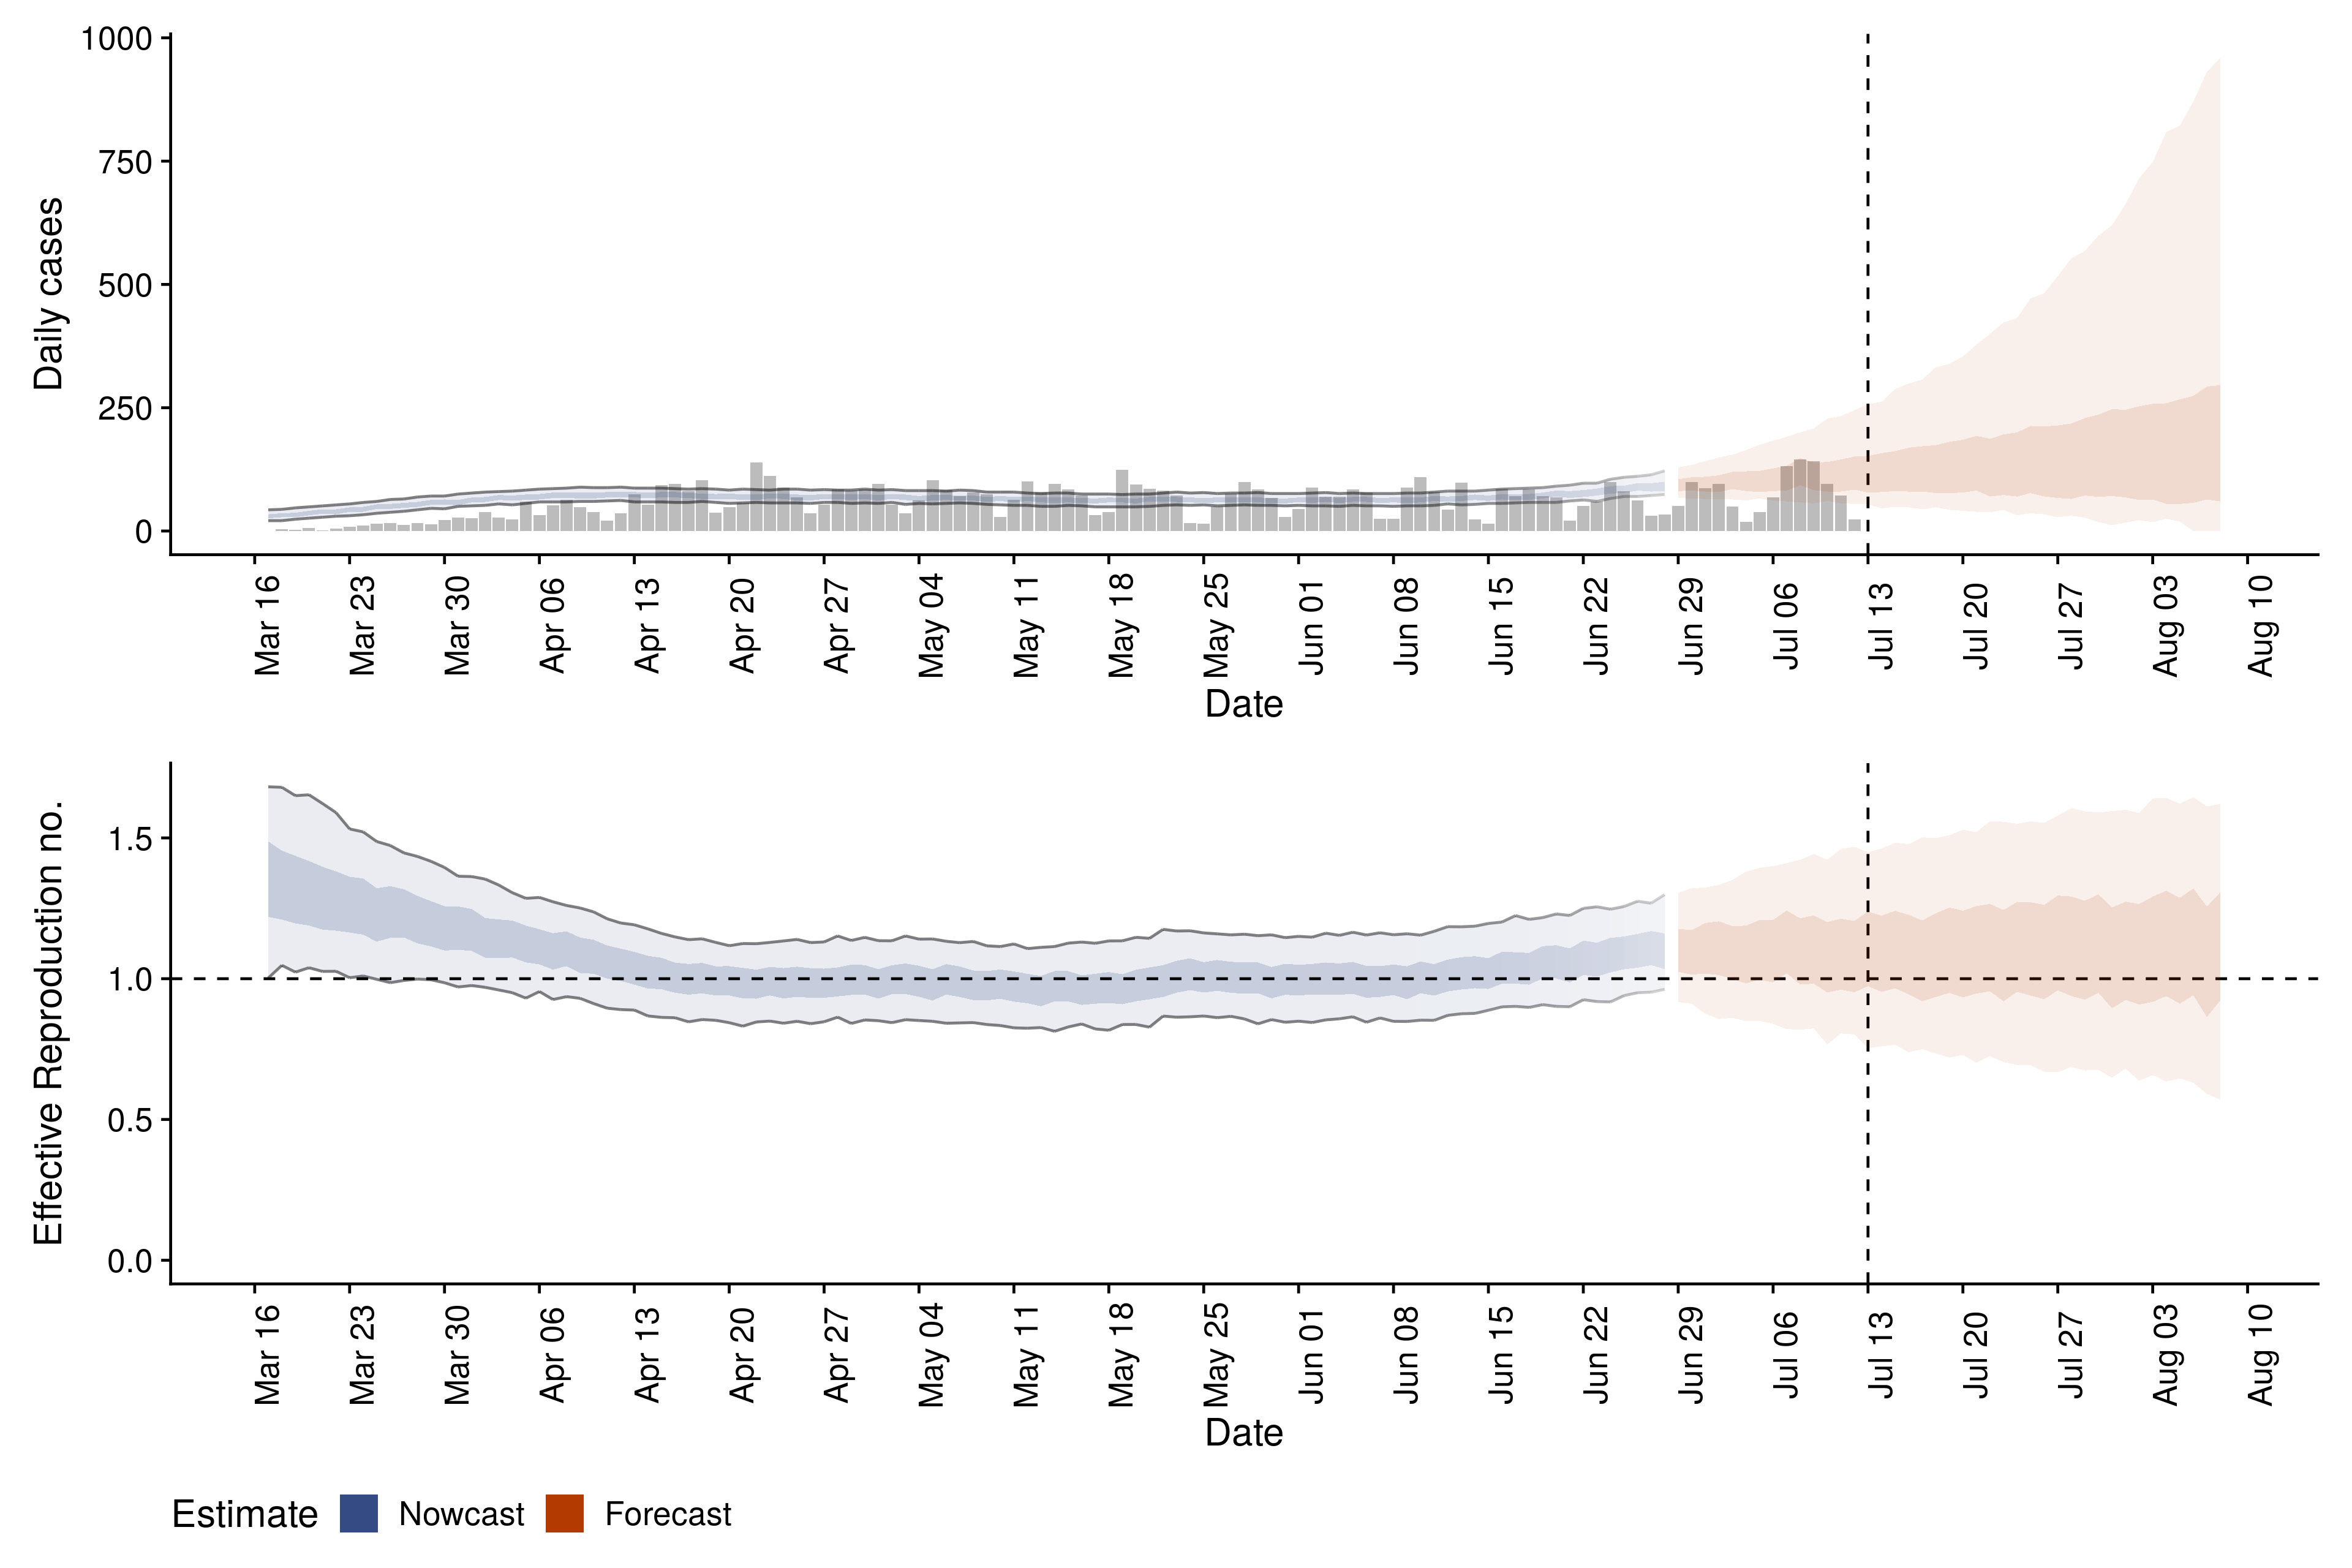 1000
750
500
250
0
Daily cases
Mar 16 Mar 23 Mar 30 Apr 06 Apr 13 Apr 20 Apr 27 May 04 May 11 May 18 May 25 Jun 01 Jun 08 Jun 15 Jun 22 Jun 29 Jul 06 Jul 13 Jul 20 Jul 27 Aug 03 Aug 10
Date
1.5
1.0
0.5
0.0
Effective Reproduction no.
Mar 16 Mar 23 Mar 30 Apr 06 Apr 13 Apr 20 Apr 27 May 04 May 11 May 18 May 25 Jun 01 Jun 08 Jun 15 Jun 22 Jun 29 Jul 06 Jul 13 Jul 20 Jul 27 Aug 03 Aug 10
Date
Estimate Nowcast Forecast